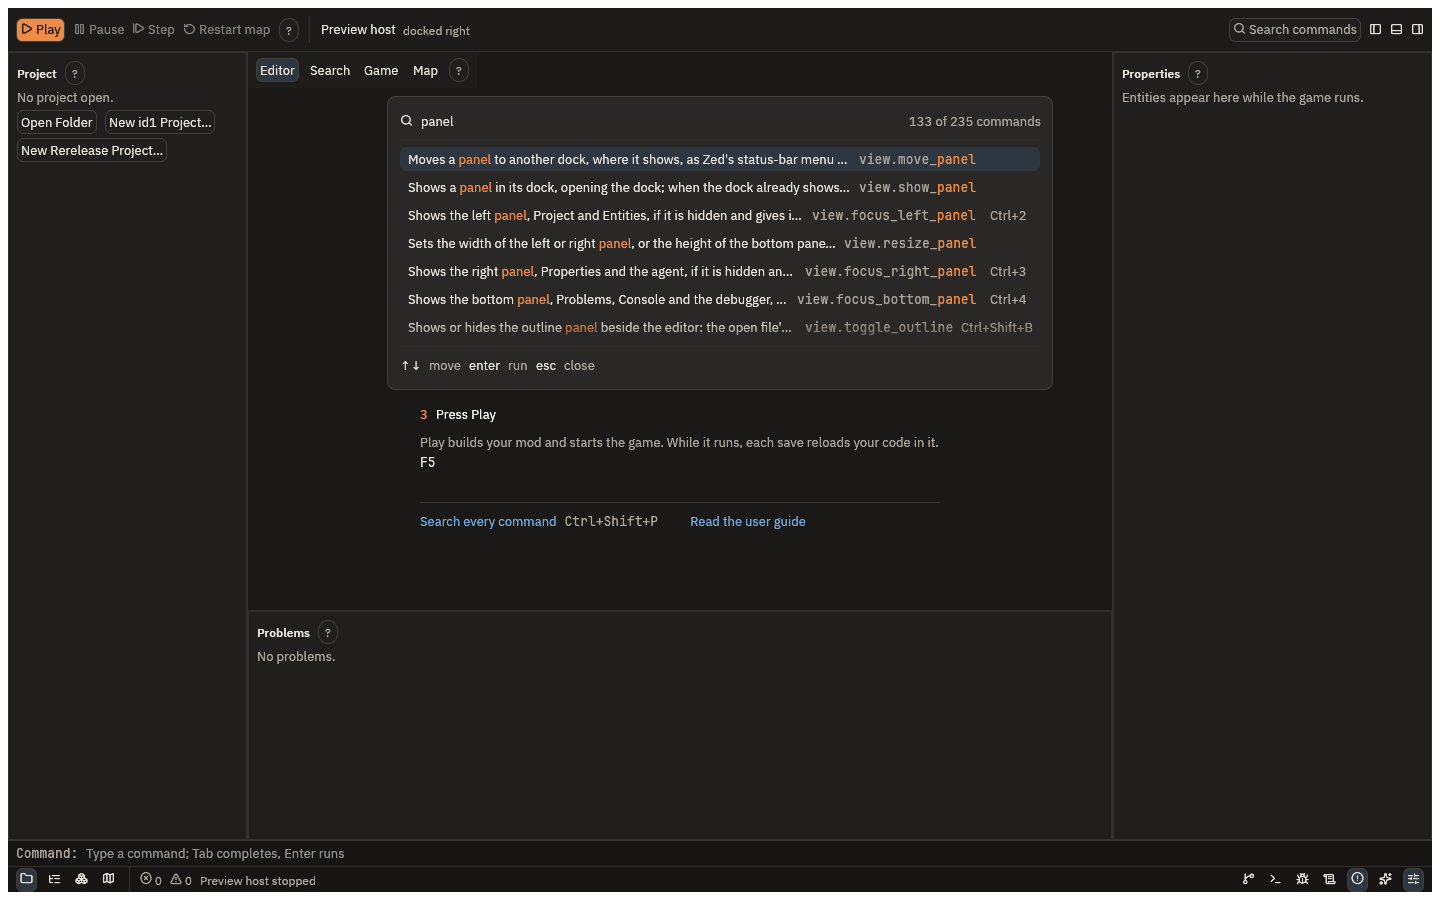 Play Pause Step Restart map ? Preview host docked right Search commands
Project ?
No project open.
Open Folder New id1 Project...
New Rerelease Project...
Editor Search Game Map ?
panel 133 of 235 commands
Moves a panel to another dock, where it shows, as Zed's status-bar menu ... view.move_panel
Shows a panel in its dock, opening the dock; when the dock already shows... view.show_panel
Shows the left panel, Project and Entities, if it is hidden and gives i... view.focus_left_panel Ctrl+2
Sets the width of the left or right panel, or the height of the bottom pane... view.resize_panel
Shows the right panel, Properties and the agent, if it is hidden an... view.focus_right_panel Ctrl+3
Shows the bottom panel, Problems, Console and the debugger, ... view.focus_bottom_panel Ctrl+4
Shows or hides the outline panel beside the editor: the open file'... view.toggle_outline Ctrl+Shift+B
↑↓ move enter run esc close
3 Press Play
Play builds your mod and starts the game. While it runs, each save reloads your code in it.
F5
Search every command Ctrl+Shift+P Read the user guide
Properties ?
Entities appear here while the game runs.
Problems ?
No problems.
Command: Type a command; Tab completes, Enter runs
0 0 Preview host stopped